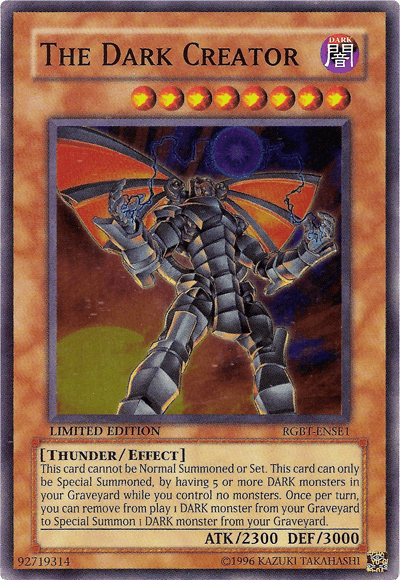 THE DARK CREATOR
DARK
闇
LIMITED EDITION
RGBT-ENSE1
[THUNDER/EFFECT]
This card cannot be Normal Summoned or Set. This card can only
be Special Summoned, by having 5 or more DARK monsters in
your Graveyard while you control no monsters. Once per turn,
you can remove from play 1 DARK monster from your Graveyard
to Special Summon 1 DARK monster from your Graveyard.
ATK/2300 DEF/3000
92719314
©1996 KAZUKI TAKAHASHI